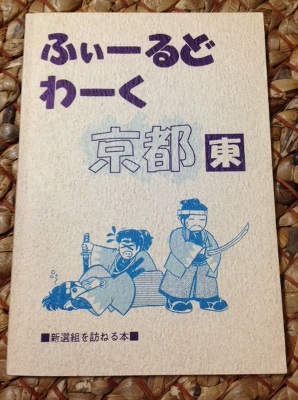 ふぃーるど
わーく
京都 東
■新選組を訪ねる本■